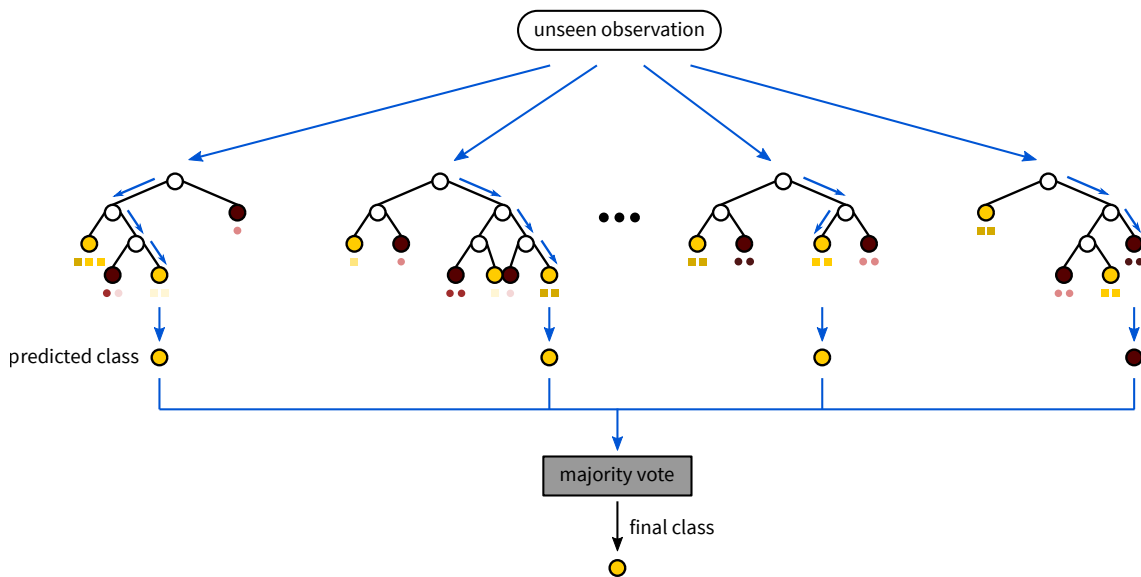 unseen observation
predicted class
majority vote
final class